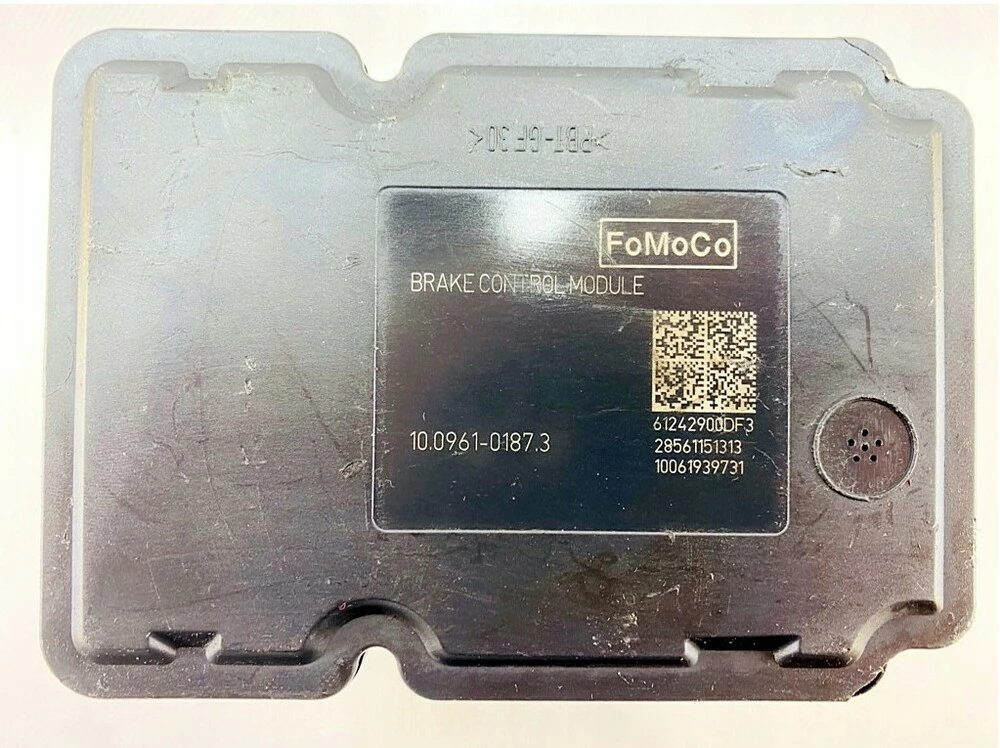 >PBT-GF30<
FoMoCo
BRAKE CONTROL MODULE
61242900DF3
10.0961-0187.3
28561151313
10061939731